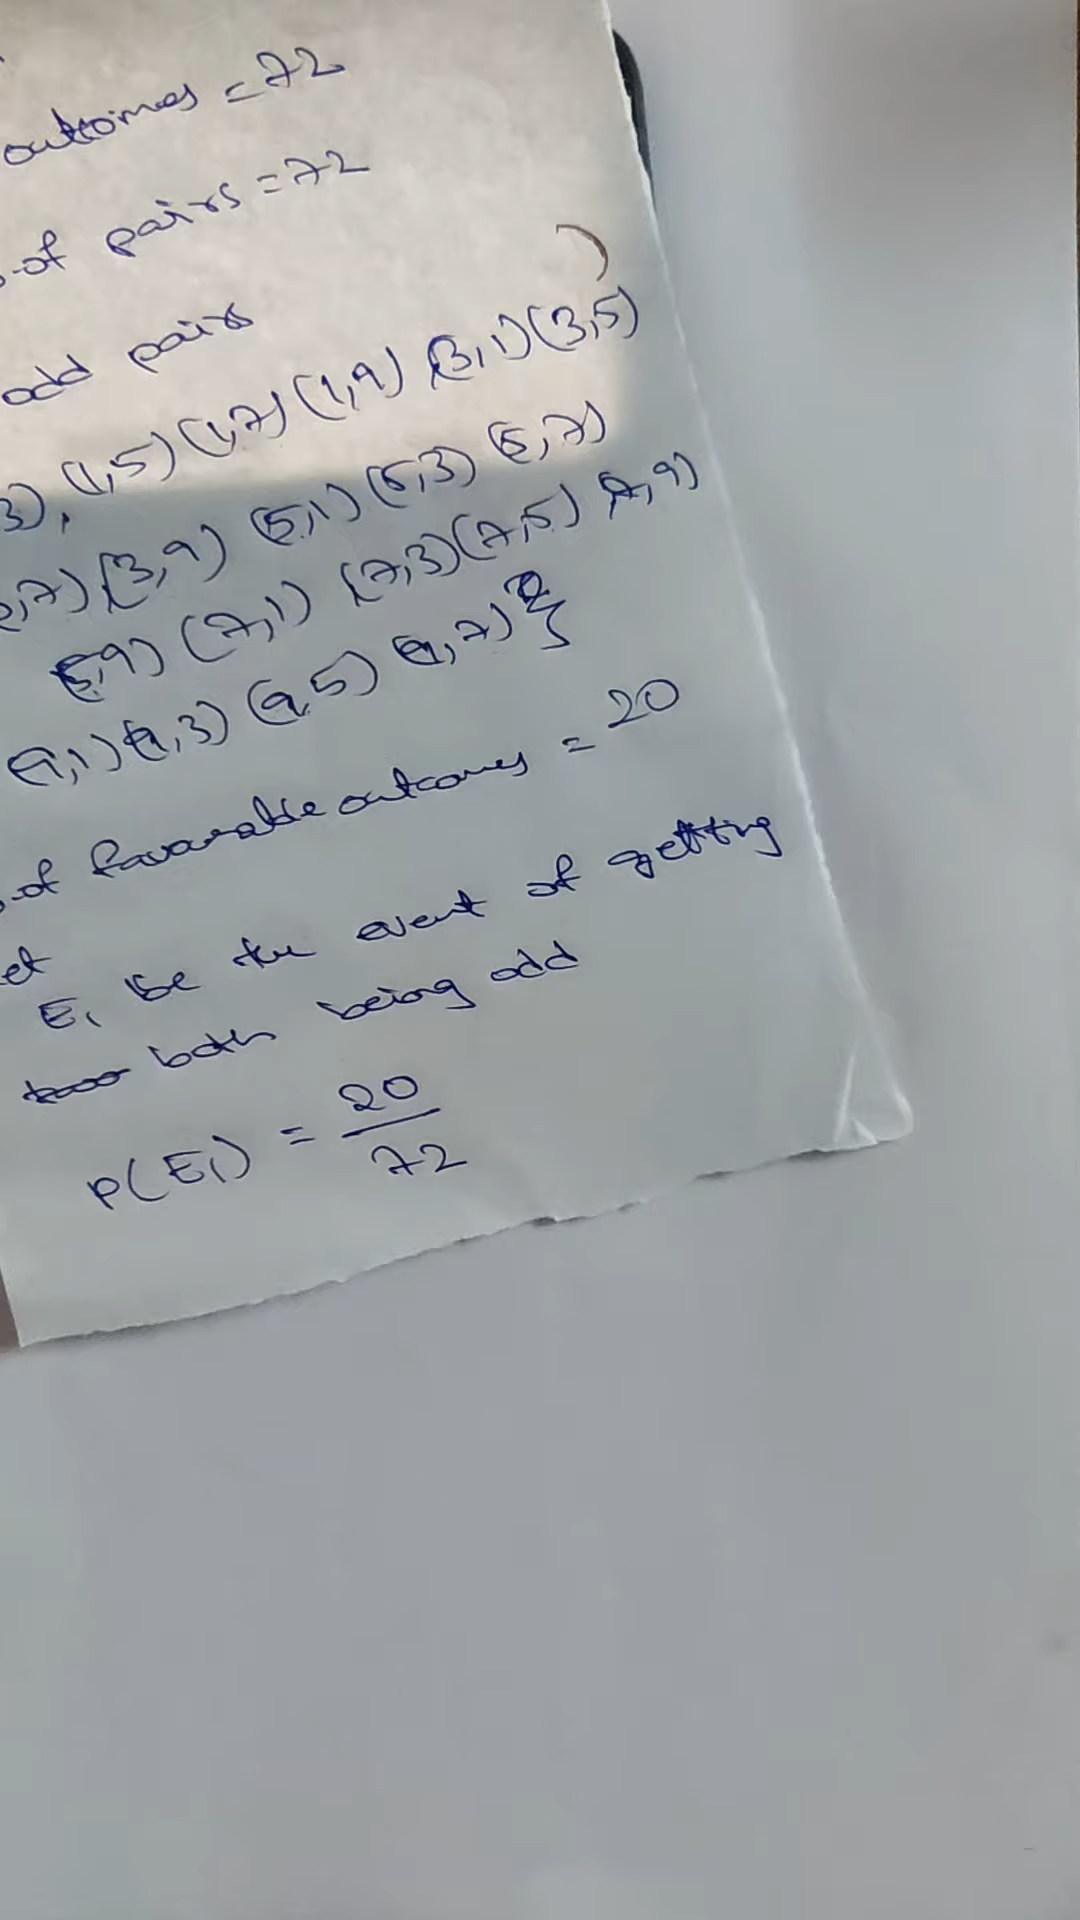 outcomes = 72
of pairs = 72
odd pairs
3), (1,5) (1,7) (1,9) (3,1) (3,5)
,7) (3,9) (5,1) (5,3) (5,7)
(5,9) (7,1) (7,3) (7,5) (7,9)
(9,1) (9,3) (9,5) (9,7) }
of favarable outcomes = 20
et
E1 be the event of getting
both being odd
P(E1) = 20/72